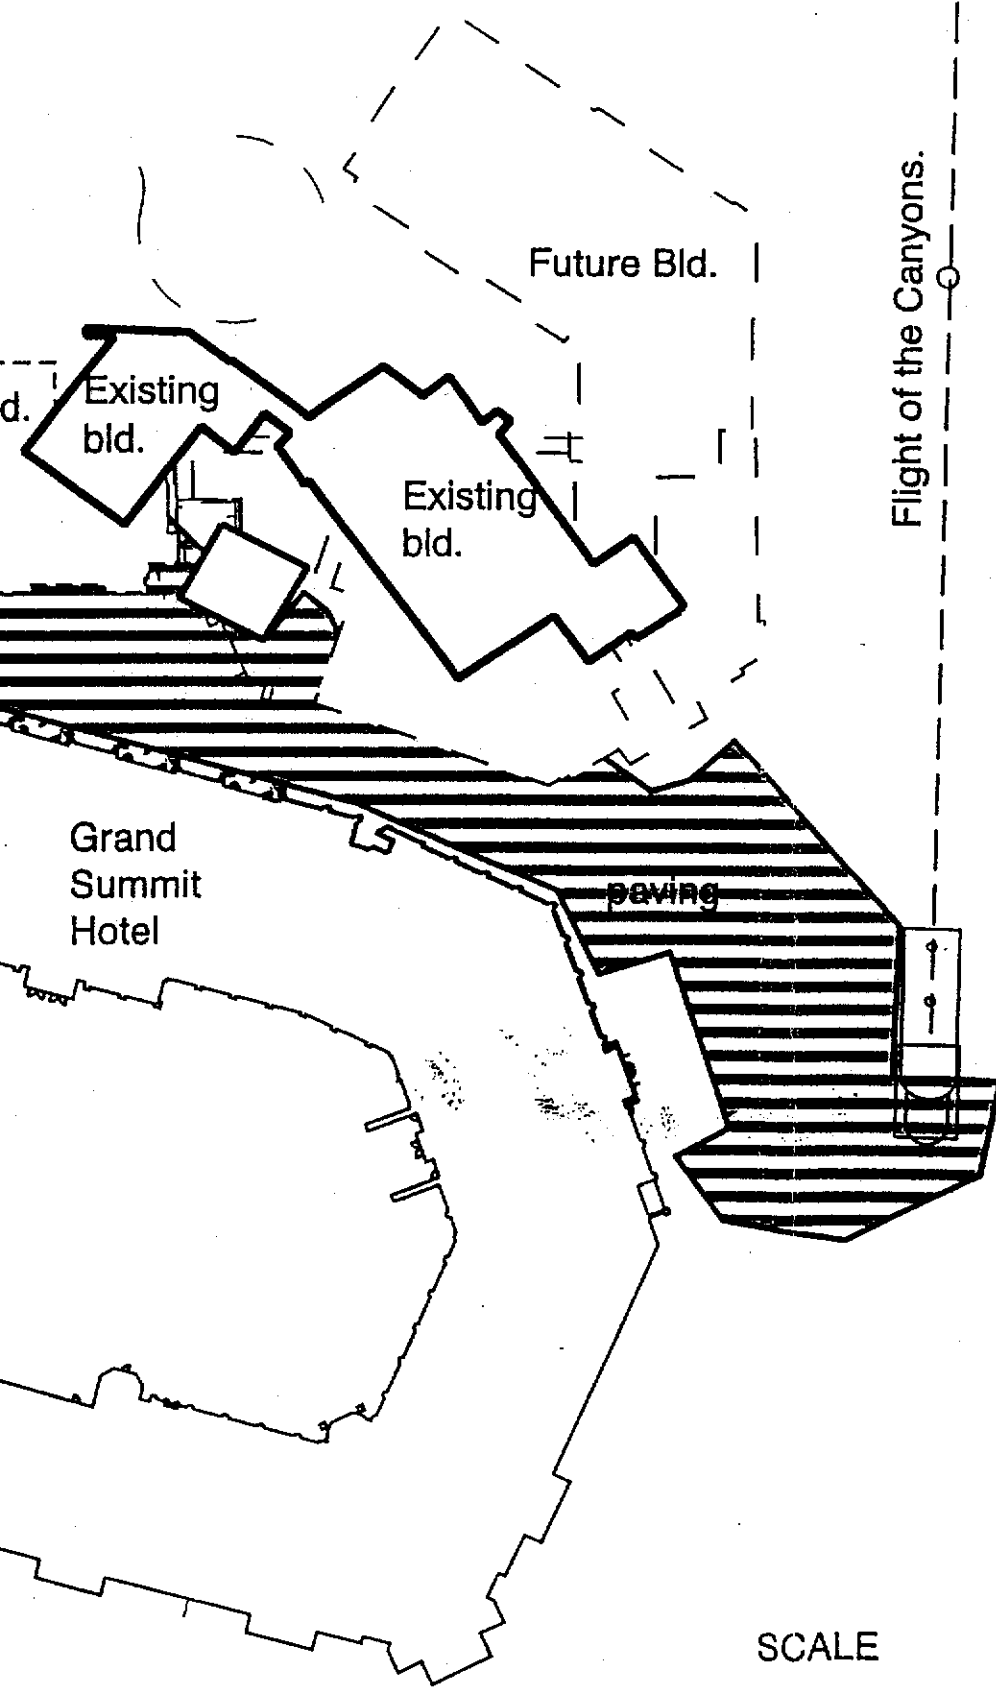 Future Bld.
Flight of the Canyons.
d.
Existing
bld.
Existing
bld.
Grand
Summit
Hotel
paving
SCALE